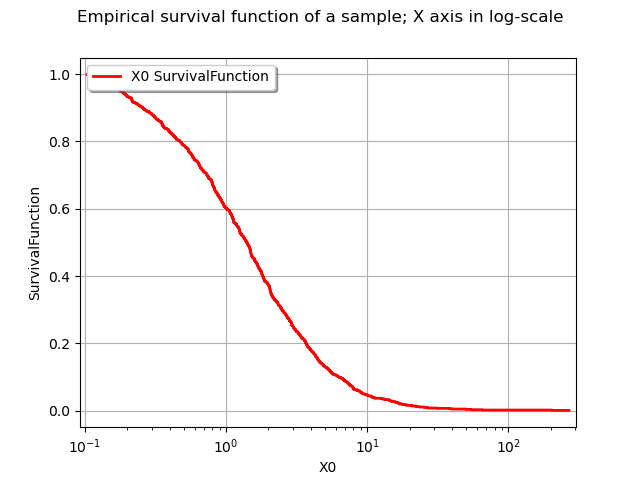 Empirical survival function of a sample; X axis in log-scale
X0 SurvivalFunction
SurvivalFunction
1.0
0.8
0.6
0.4
0.2
0.0
10⁻¹ 10⁰ 10¹ 10²
X0